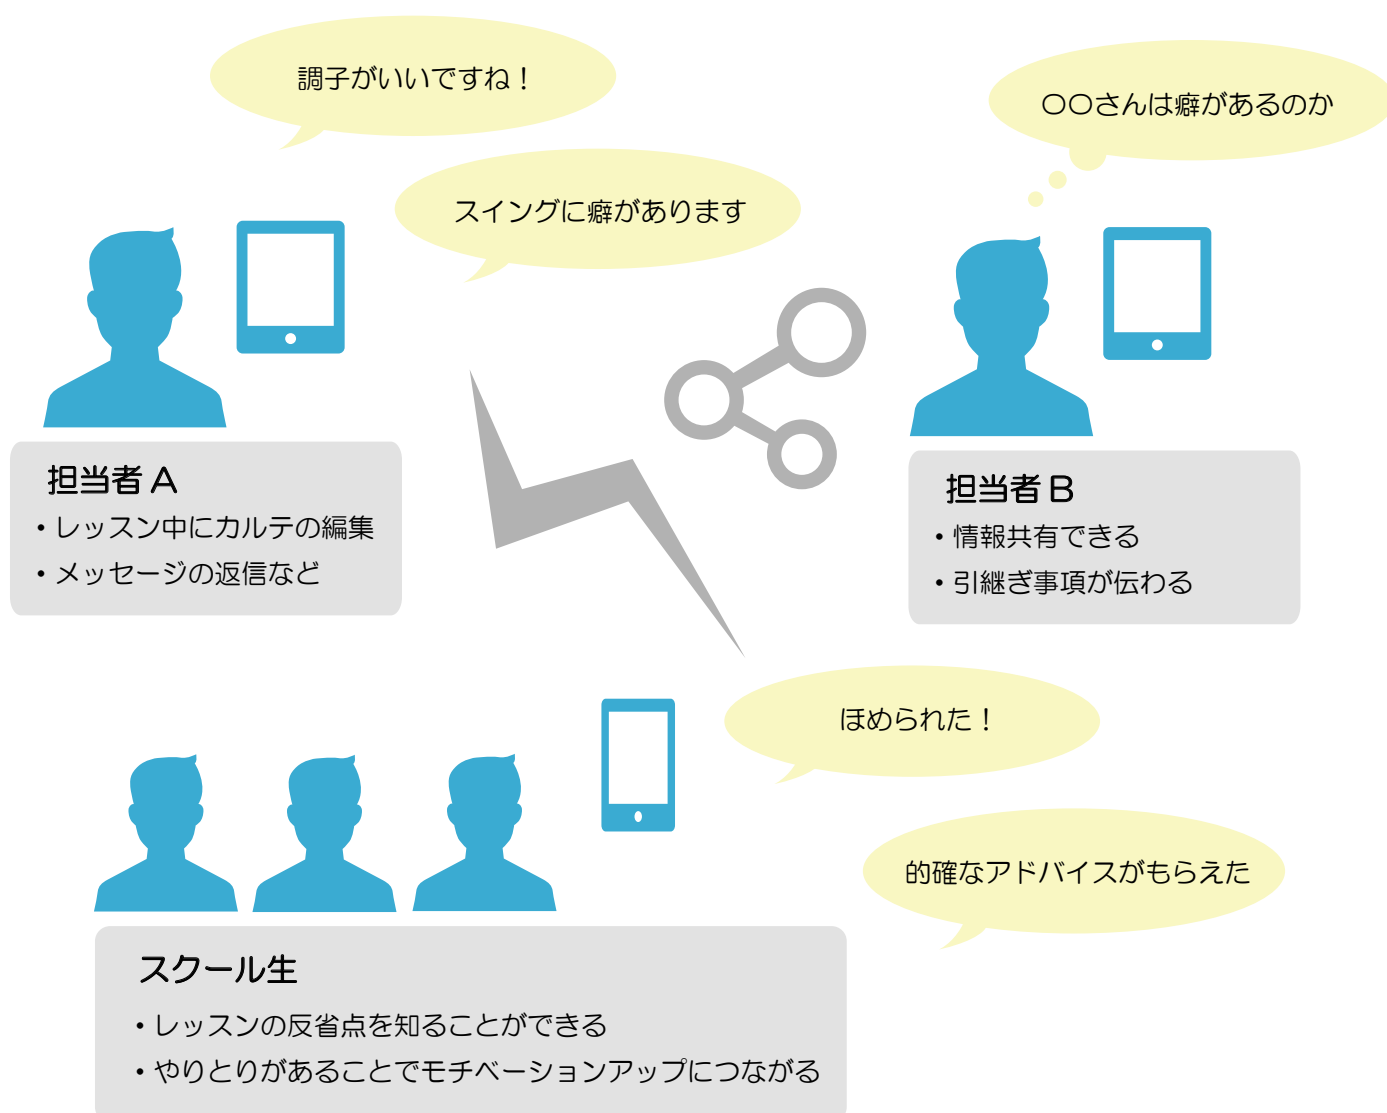 調子がいいですね！
〇〇さんは癖があるのか
スイングに癖があります
担当者 A
・レッスン中にカルテの編集
・メッセージの返信など
担当者 B
・情報共有できる
・引継ぎ事項が伝わる
ほめられた！
的確なアドバイスがもらえた
スクール生
・レッスンの反省点を知ることができる
・やりとりがあることでモチベーションアップにつながる